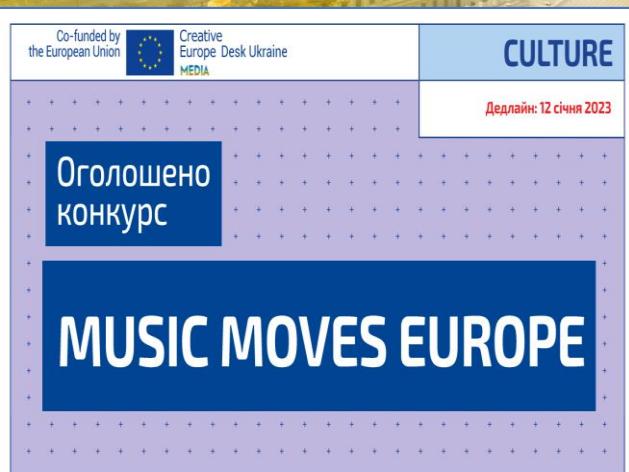 Co-funded by
the European Union
Creative
Europe Desk Ukraine
MEDIA
CULTURE
Дедлайн: 12 січня 2023
Оголошено
конкурс
MUSIC MOVES EUROPE